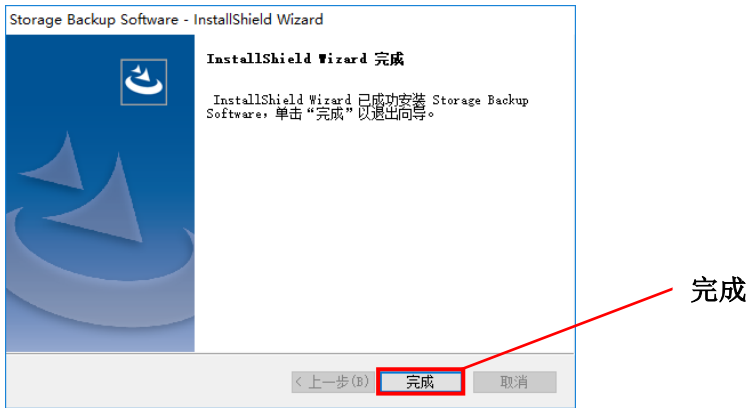 Storage Backup Software - InstallShield Wizard
InstallShield Wizard 完成
InstallShield Wizard 已成功安装 Storage Backup
Software，单击“完成”以退出向导。
完成
< 上一步(B)
完成
取消